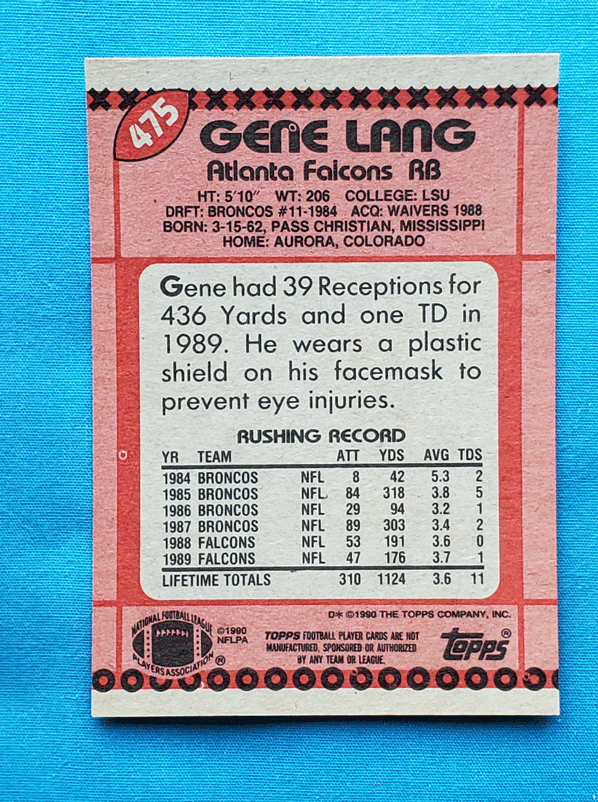 475
GENE LANG
Atlanta Falcons RB
HT: 5'10" WT: 206 COLLEGE: LSU
DRFT: BRONCOS #11-1984 ACQ: WAIVERS 1988
BORN: 3-15-62, PASS CHRISTIAN, MISSISSIPPI
HOME: AURORA, COLORADO
Gene had 39 Receptions for
436 Yards and one TD in
1989. He wears a plastic
shield on his facemask to
prevent eye injuries.
RUSHING RECORD
YR TEAM ATT YDS AVG TDS
1984 BRONCOS NFL 8 42 5.3 2
1985 BRONCOS NFL 84 318 3.8 5
1986 BRONCOS NFL 29 94 3.2 1
1987 BRONCOS NFL 89 303 3.4 2
1988 FALCONS NFL 53 191 3.6 0
1989 FALCONS NFL 47 176 3.7 1
LIFETIME TOTALS 310 1124 3.6 11
D* ©1990 THE TOPPS COMPANY, INC.
NATIONAL FOOTBALL LEAGUE
PLAYERS ASSOCIATION ®
©1990
NFLPA
TOPPS FOOTBALL PLAYER CARDS ARE NOT
MANUFACTURED, SPONSORED OR AUTHORIZED
BY ANY TEAM OR LEAGUE.
Topps®